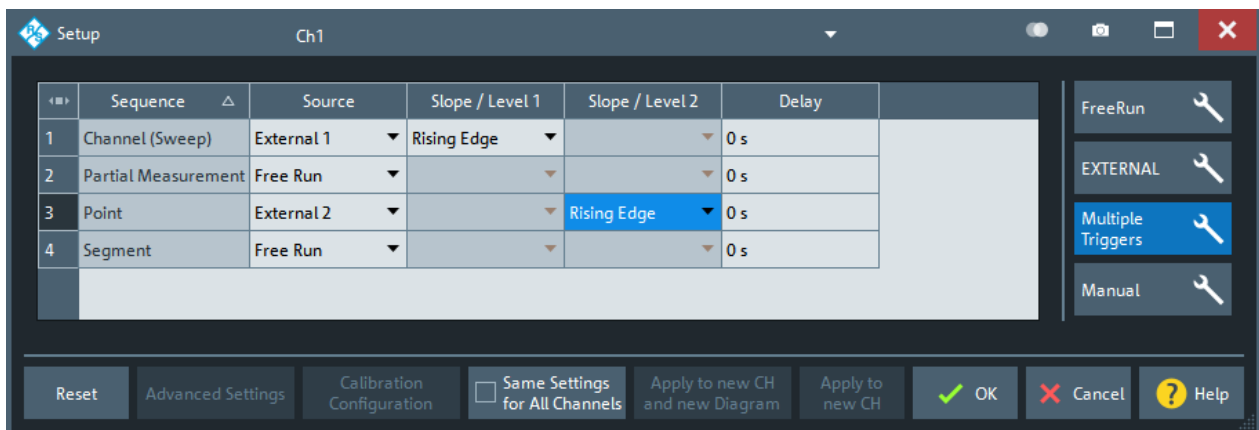 Setup Ch1
Sequence Source Slope / Level 1 Slope / Level 2 Delay
1 Channel (Sweep) External 1 Rising Edge 0 s
2 Partial Measurement Free Run 0 s
3 Point External 2 Rising Edge 0 s
4 Segment Free Run 0 s
FreeRun
EXTERNAL
Multiple
Triggers
Manual
Reset
Advanced Settings
Calibration
Configuration
Same Settings
for All Channels
Apply to new CH
and new Diagram
Apply to
new CH
OK
Cancel
? Help